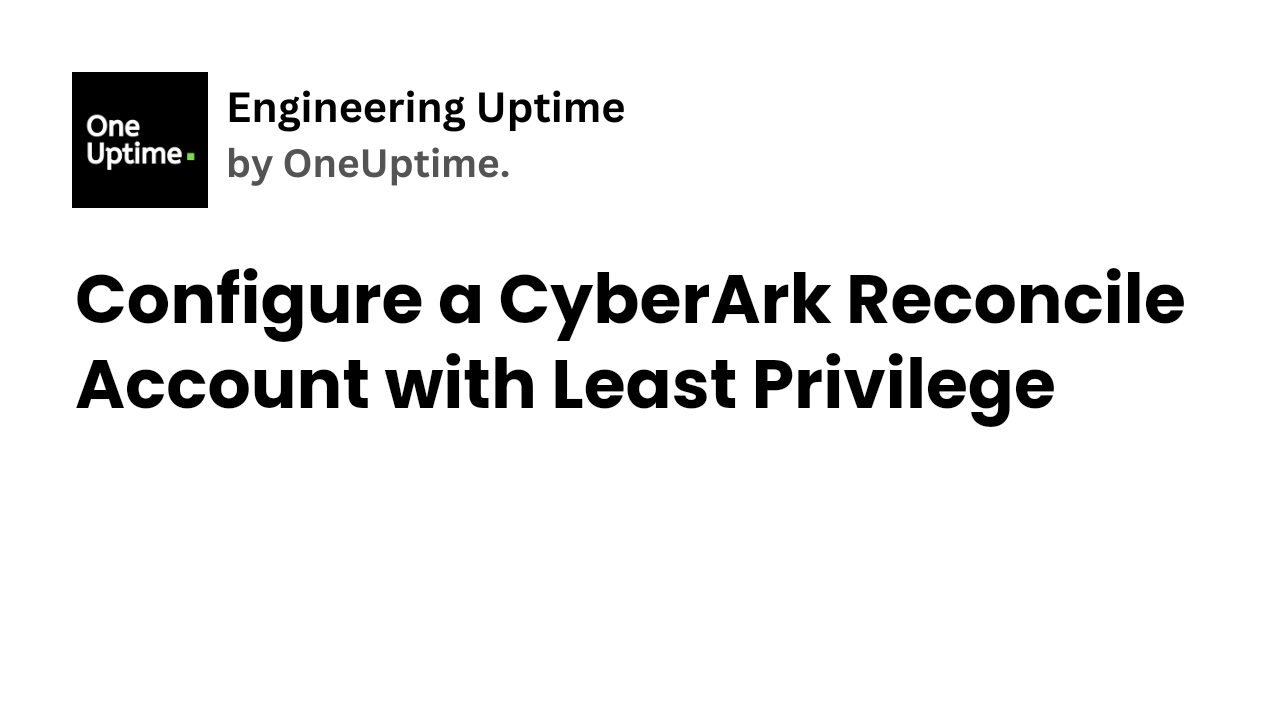 One
Uptime.
Engineering Uptime
by OneUptime.
Configure a CyberArk Reconcile
Account with Least Privilege